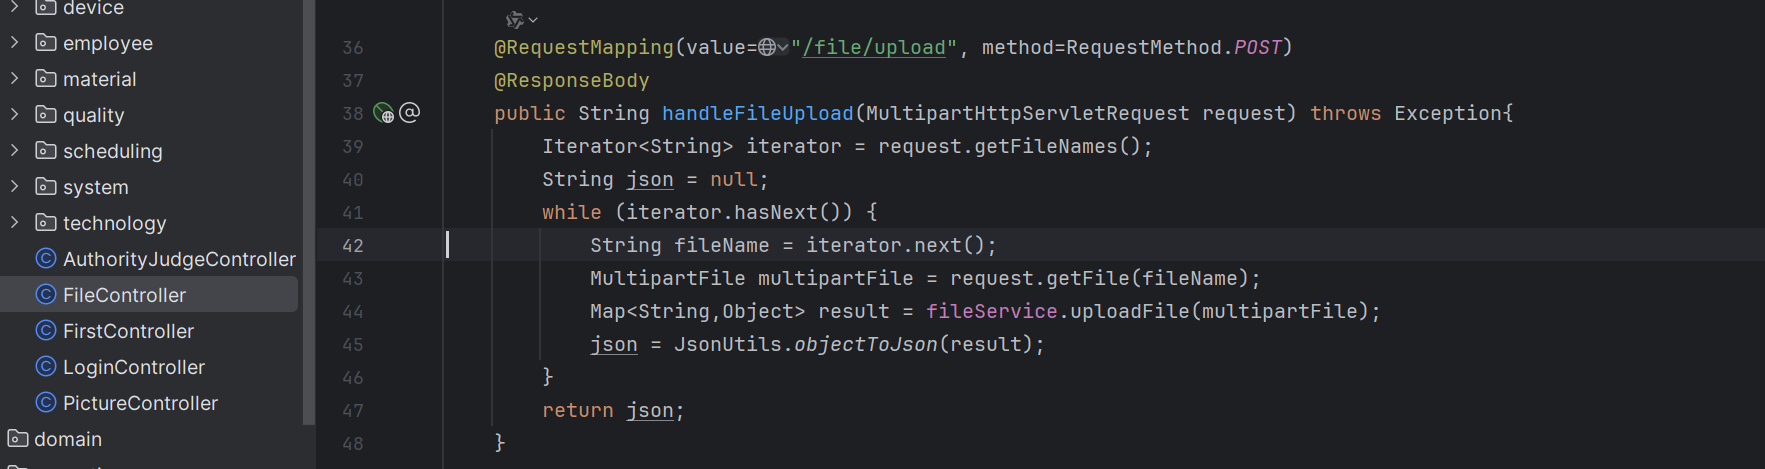 device
employee
material
quality
scheduling
system
technology
AuthorityJudgeController
FileController
FirstController
LoginController
PictureController
domain
36 @RequestMapping(value="/file/upload", method=RequestMethod.POST)
37 @ResponseBody
38 public String handleFileUpload(MultipartHttpServletRequest request) throws Exception{
39 Iterator<String> iterator = request.getFileNames();
40 String json = null;
41 while (iterator.hasNext()) {
42 String fileName = iterator.next();
43 MultipartFile multipartFile = request.getFile(fileName);
44 Map<String,Object> result = fileService.uploadFile(multipartFile);
45 json = JsonUtils.objectToJson(result);
46 }
47 return json;
48 }